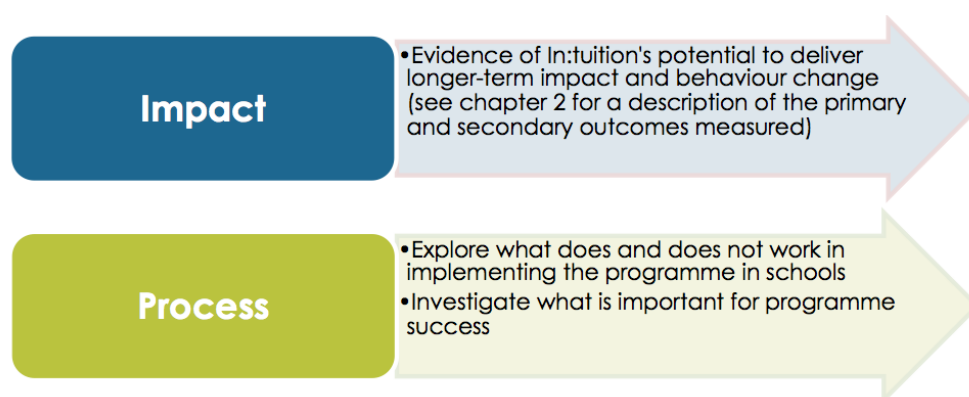 Impact
•Evidence of In:tuition's potential to deliver
longer-term impact and behaviour change
(see chapter 2 for a description of the primary
and secondary outcomes measured)
Process
•Explore what does and does not work in
implementing the programme in schools
•Investigate what is important for programme
success